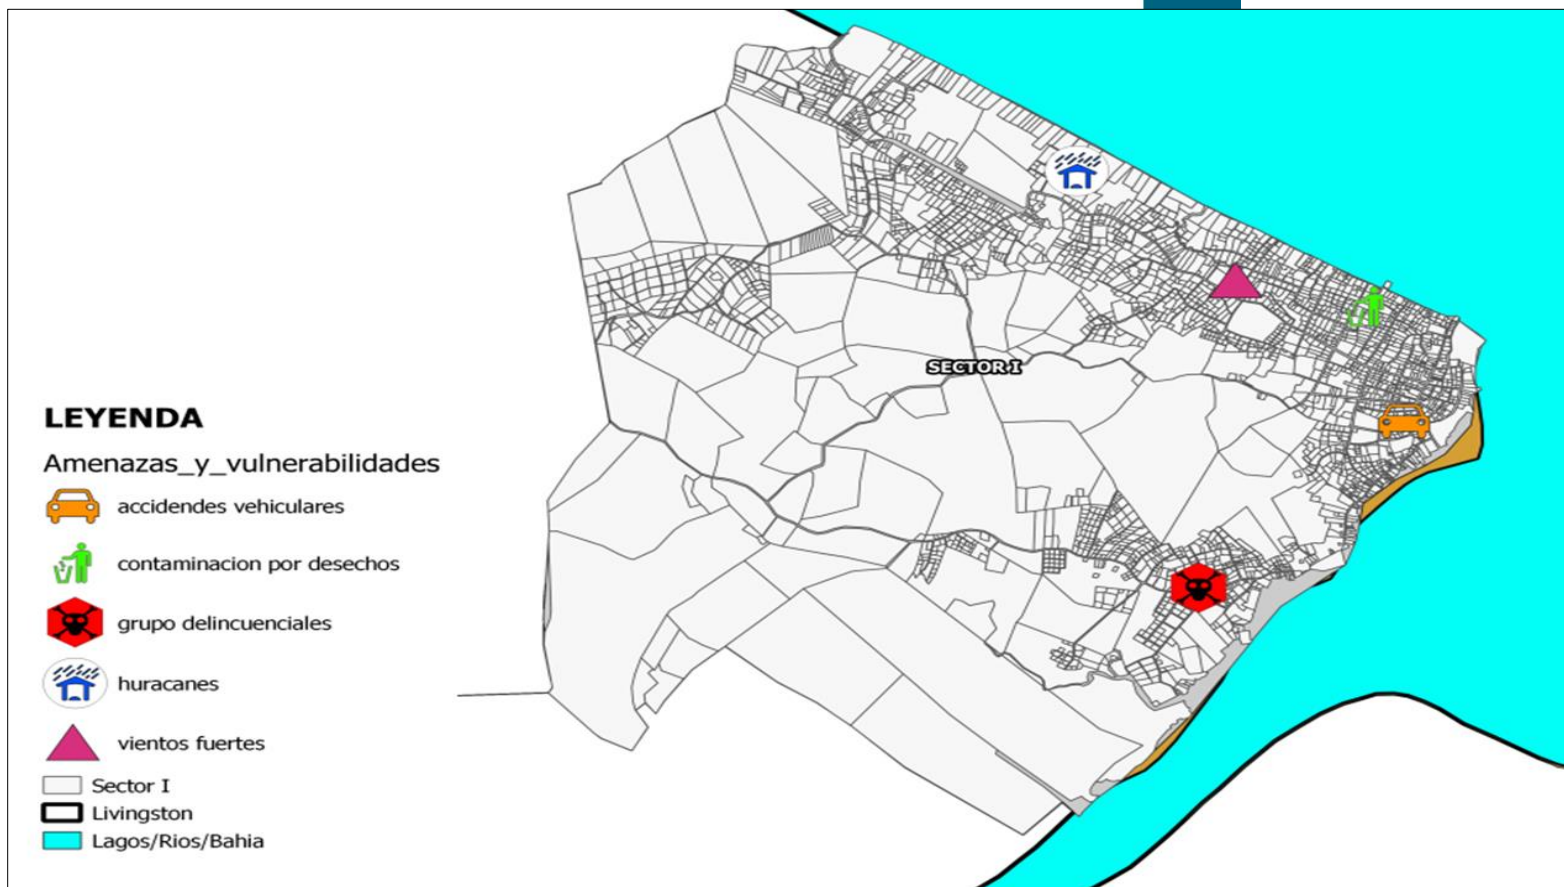 SECTOR I
LEYENDA
Amenazas_y_vulnerabilidades
accidendes vehiculares
contaminacion por desechos
grupo delincuenciales
huracanes
vientos fuertes
Sector I
Livingston
Lagos/Rios/Bahia